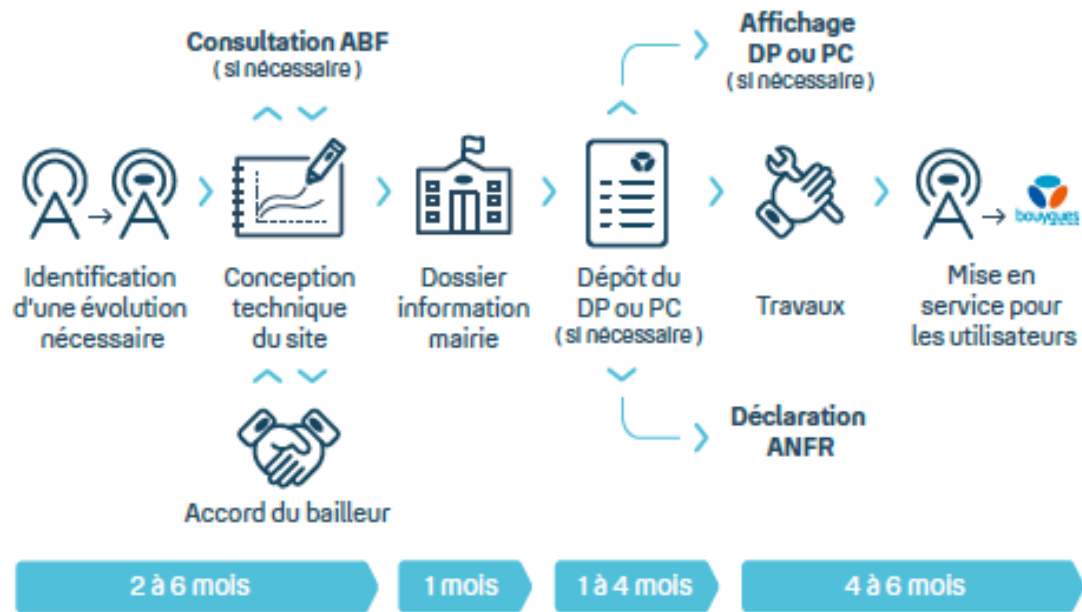 Consultation ABF
( si nécessaire )
Affichage
DP ou PC
(si nécessaire)
bouygues
Identification
d'une évolution
nécessaire
Conception
technique
du site
Dossier
information
mairie
Dépôt du
DP ou PC
( si nécessaire )
Travaux
Mise en
service pour
les utilisateurs
Déclaration
ANFR
Accord du bailleur
2 à 6 mois
1 mois
1 à 4 mois
4 à 6 mois